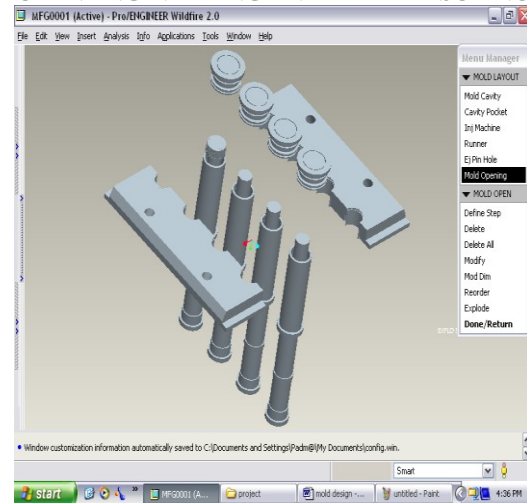 MFG0001 (Active) - Pro/ENGINEER Wildfire 2.0
File Edit View Insert Analysis Info Applications Tools Window Help
Menu Manager
MOLD LAYOUT
Mold Cavity
Cavity Pocket
Inj Machine
Runner
Ej Pin Hole
Mold Opening
MOLD OPEN
Define Step
Delete
Delete All
Modify
Mod Dim
Reorder
Explode
Done/Return
• Window customization information automatically saved to C:\Documents and Settings\Padm@\My Documents\config.win.
Smart
start
MFG0001 (A...
project
mold design -...
untitled - Paint
4:36 PM